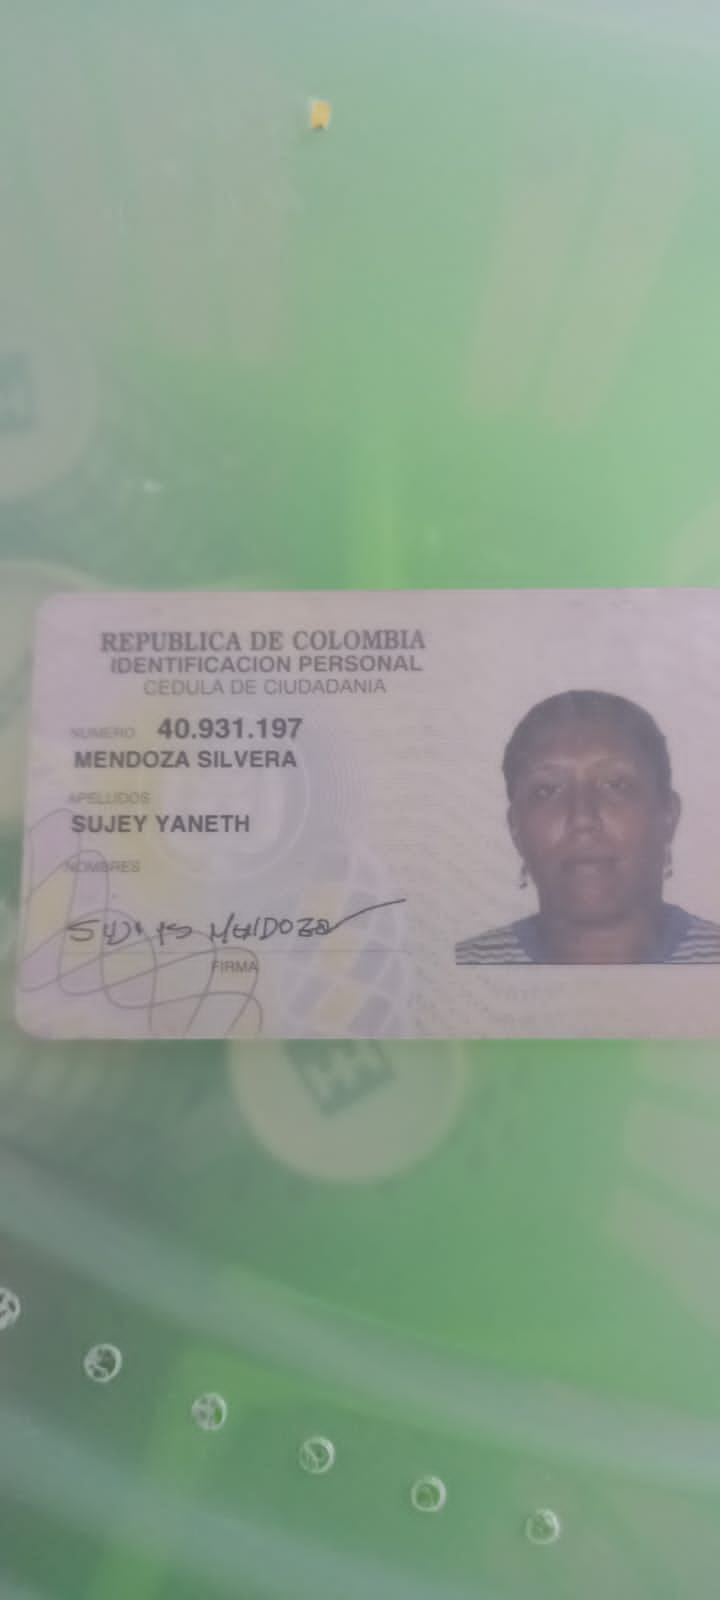 REPUBLICA DE COLOMBIA
IDENTIFICACION PERSONAL
CEDULA DE CIUDADANIA
NUMERO 40.931.197
MENDOZA SILVERA
APELLIDOS
SUJEY YANETH
NOMBRES
MENDOZA
FIRMA